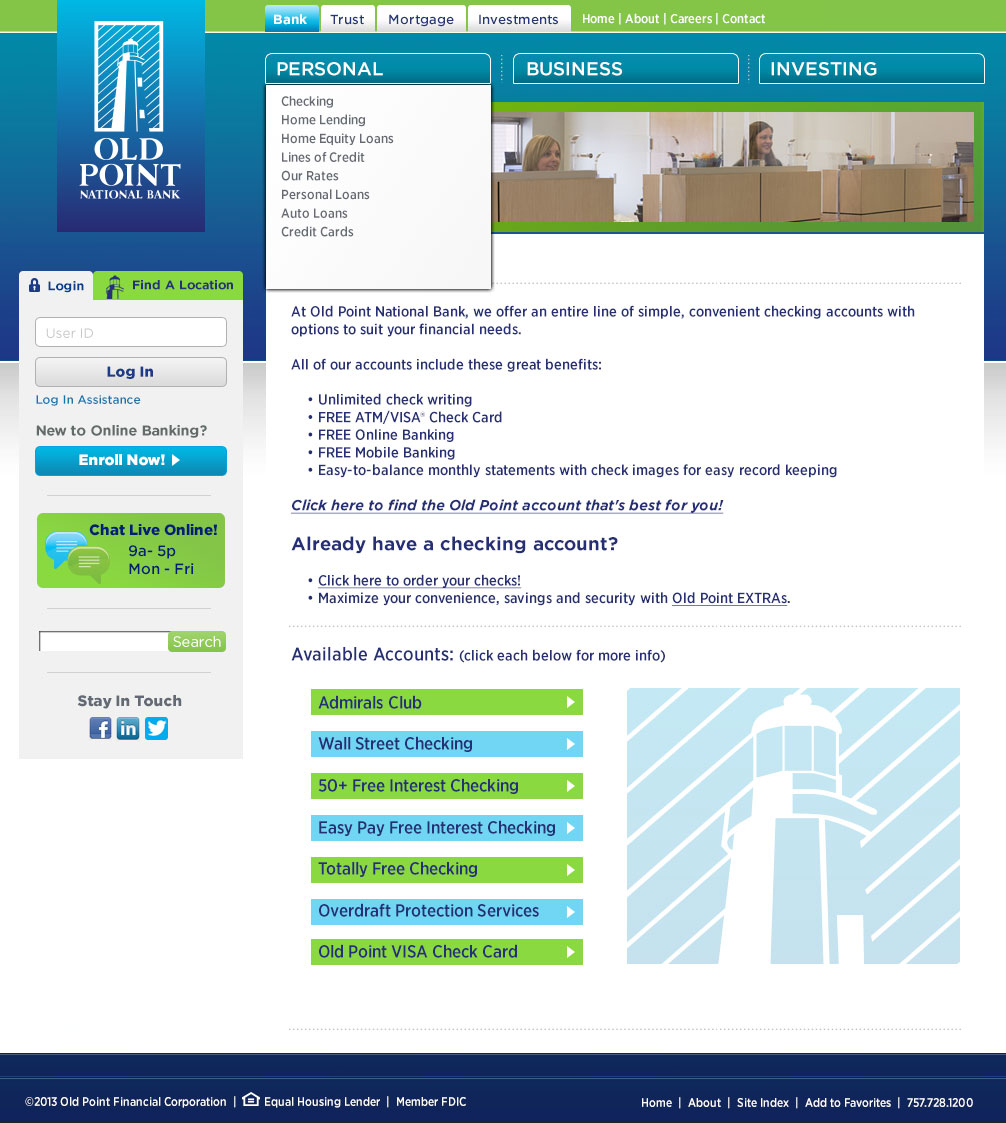 Bank
Trust
Mortgage
Investments
Home | About | Careers | Contact
OLD
POINT
NATIONAL BANK
PERSONAL
BUSINESS
INVESTING
Checking
Home Lending
Home Equity Loans
Lines of Credit
Our Rates
Personal Loans
Auto Loans
Credit Cards
Login
Find A Location
User ID
Log In
Log In Assistance
New to Online Banking?
Enroll Now!
Chat Live Online!
9a- 5p
Mon - Fri
Search
Stay In Touch
At Old Point National Bank, we offer an entire line of simple, convenient checking accounts with
options to suit your financial needs.
All of our accounts include these great benefits:
• Unlimited check writing
• FREE ATM/VISA® Check Card
• FREE Online Banking
• FREE Mobile Banking
• Easy-to-balance monthly statements with check images for easy record keeping
Click here to find the Old Point account that's best for you!
Already have a checking account?
• Click here to order your checks!
• Maximize your convenience, savings and security with Old Point EXTRAs.
Available Accounts: (click each below for more info)
Admirals Club
Wall Street Checking
50+ Free Interest Checking
Easy Pay Free Interest Checking
Totally Free Checking
Overdraft Protection Services
Old Point VISA Check Card
©2013 Old Point Financial Corporation | Equal Housing Lender | Member FDIC
Home | About | Site Index | Add to Favorites | 757.728.1200